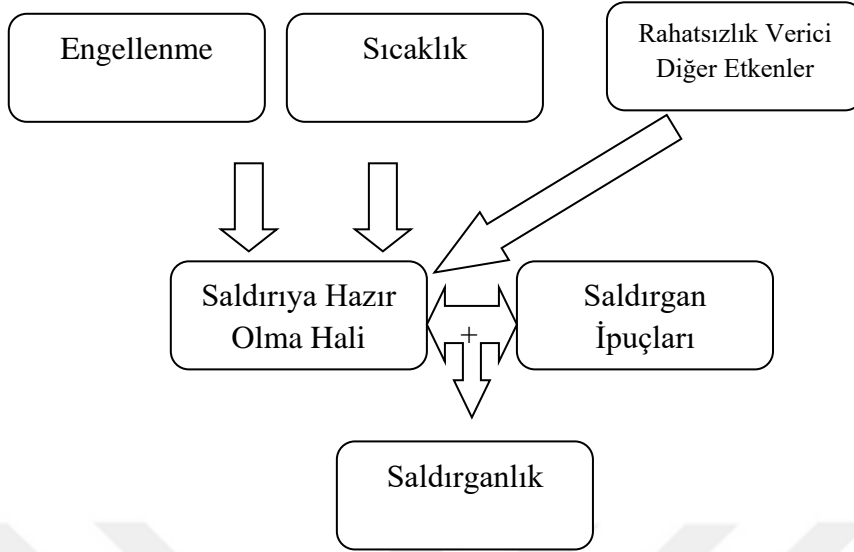 Engellenme
Sıcaklık
Rahatsızlık Verici
Diğer Etkenler
Saldırıya Hazır
Olma Hali
+
Saldırgan
İpuçları
Saldırganlık